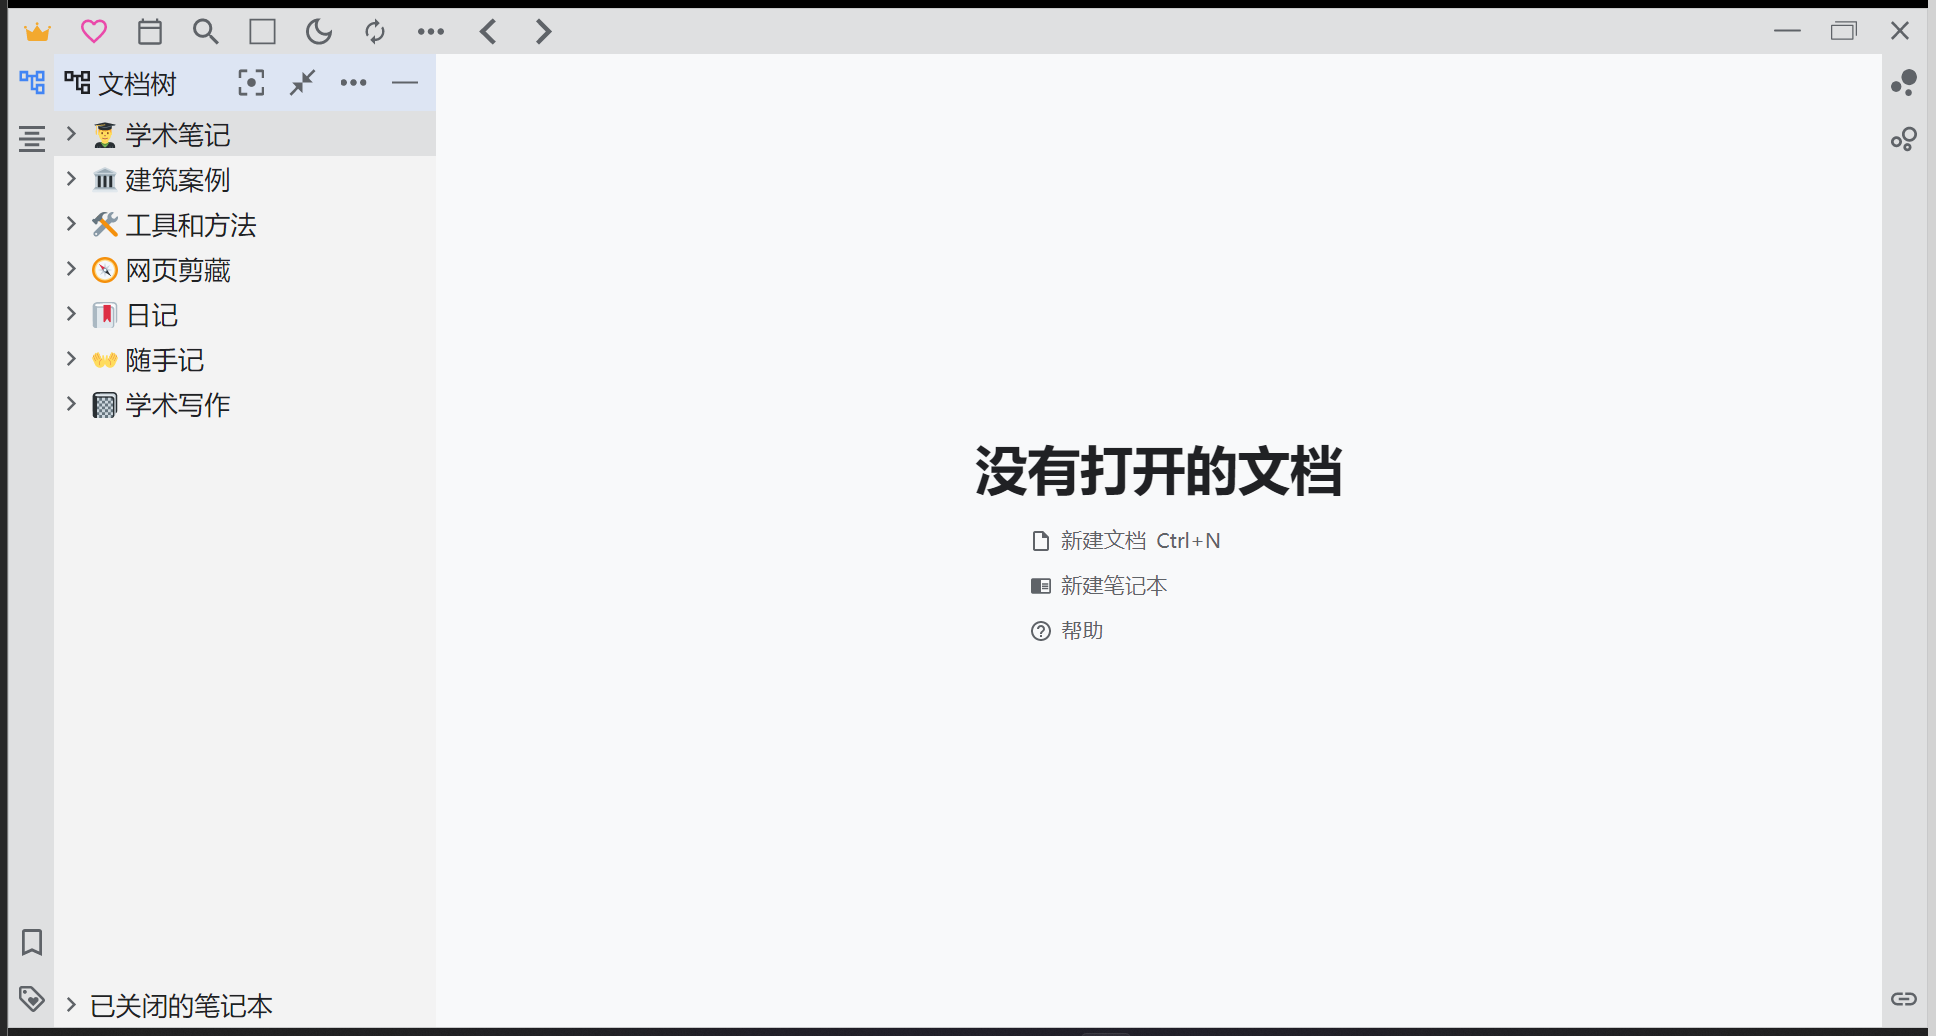 文档树
学术笔记
建筑案例
工具和方法
网页剪藏
日记
随手记
学术写作
已关闭的笔记本
没有打开的文档
新建文档 Ctrl+N
新建笔记本
帮助